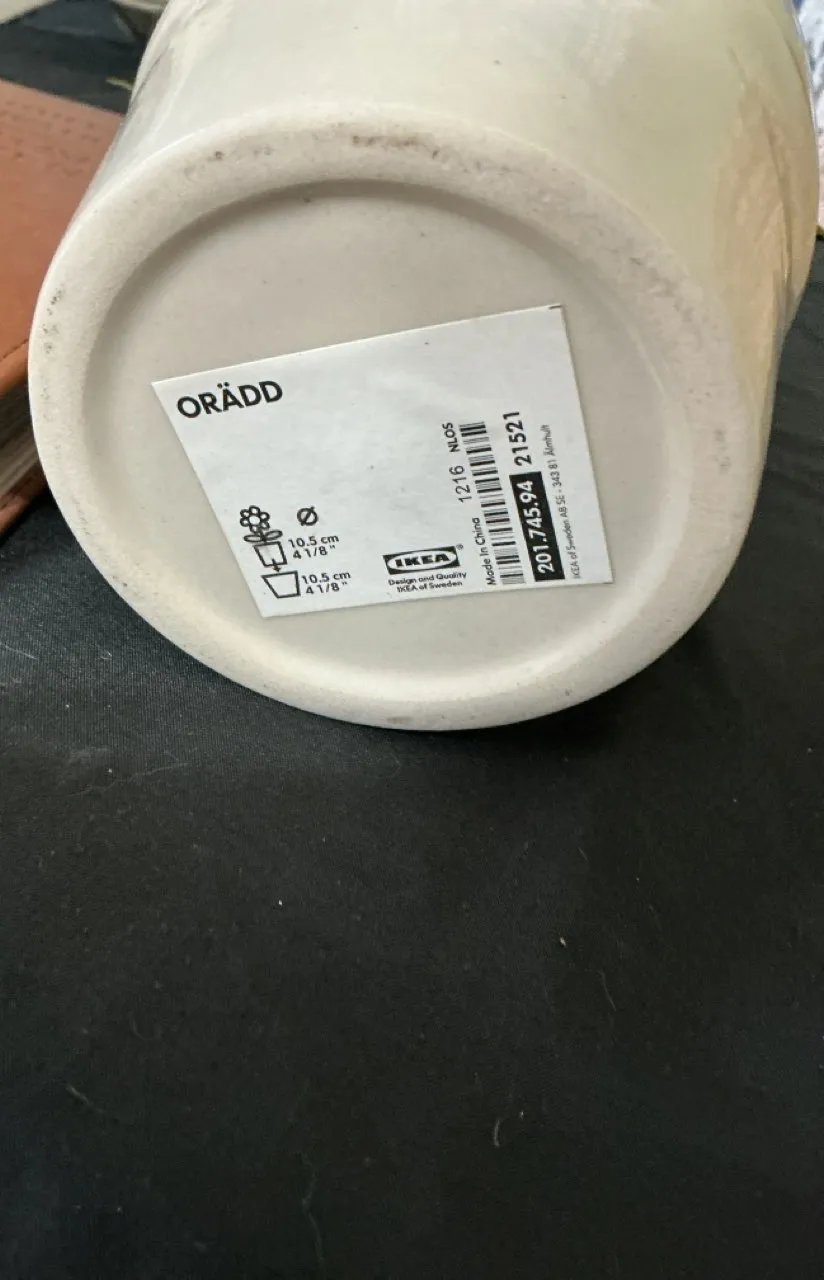 ORÄDD
Ø
10.5 cm
4 1/8"
10.5 cm
4 1/8"
IKEA®
Design and Quality
IKEA of Sweden
Made in China 1216 NLOS
201.745.94 21521
IKEA of Sweden AB SE - 343 81 Älmhult